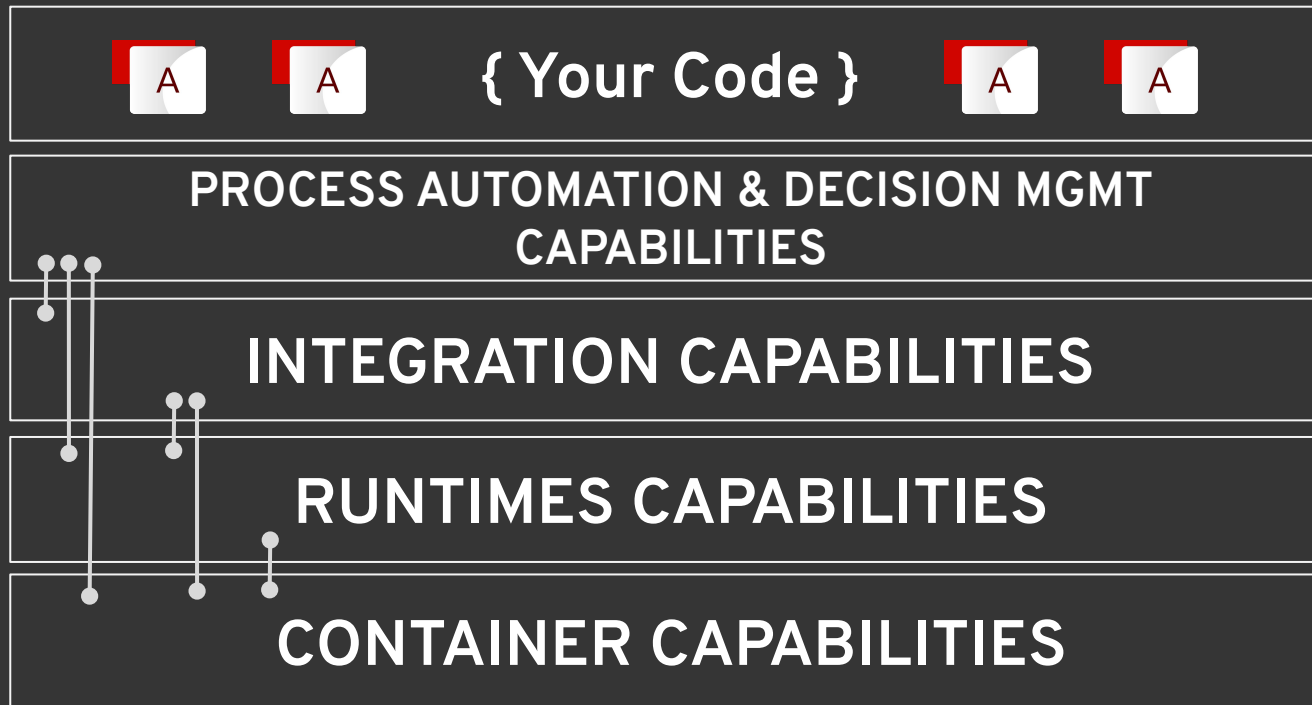 A A { Your Code } A A
PROCESS AUTOMATION & DECISION MGMT
CAPABILITIES
INTEGRATION CAPABILITIES
RUNTIMES CAPABILITIES
CONTAINER CAPABILITIES